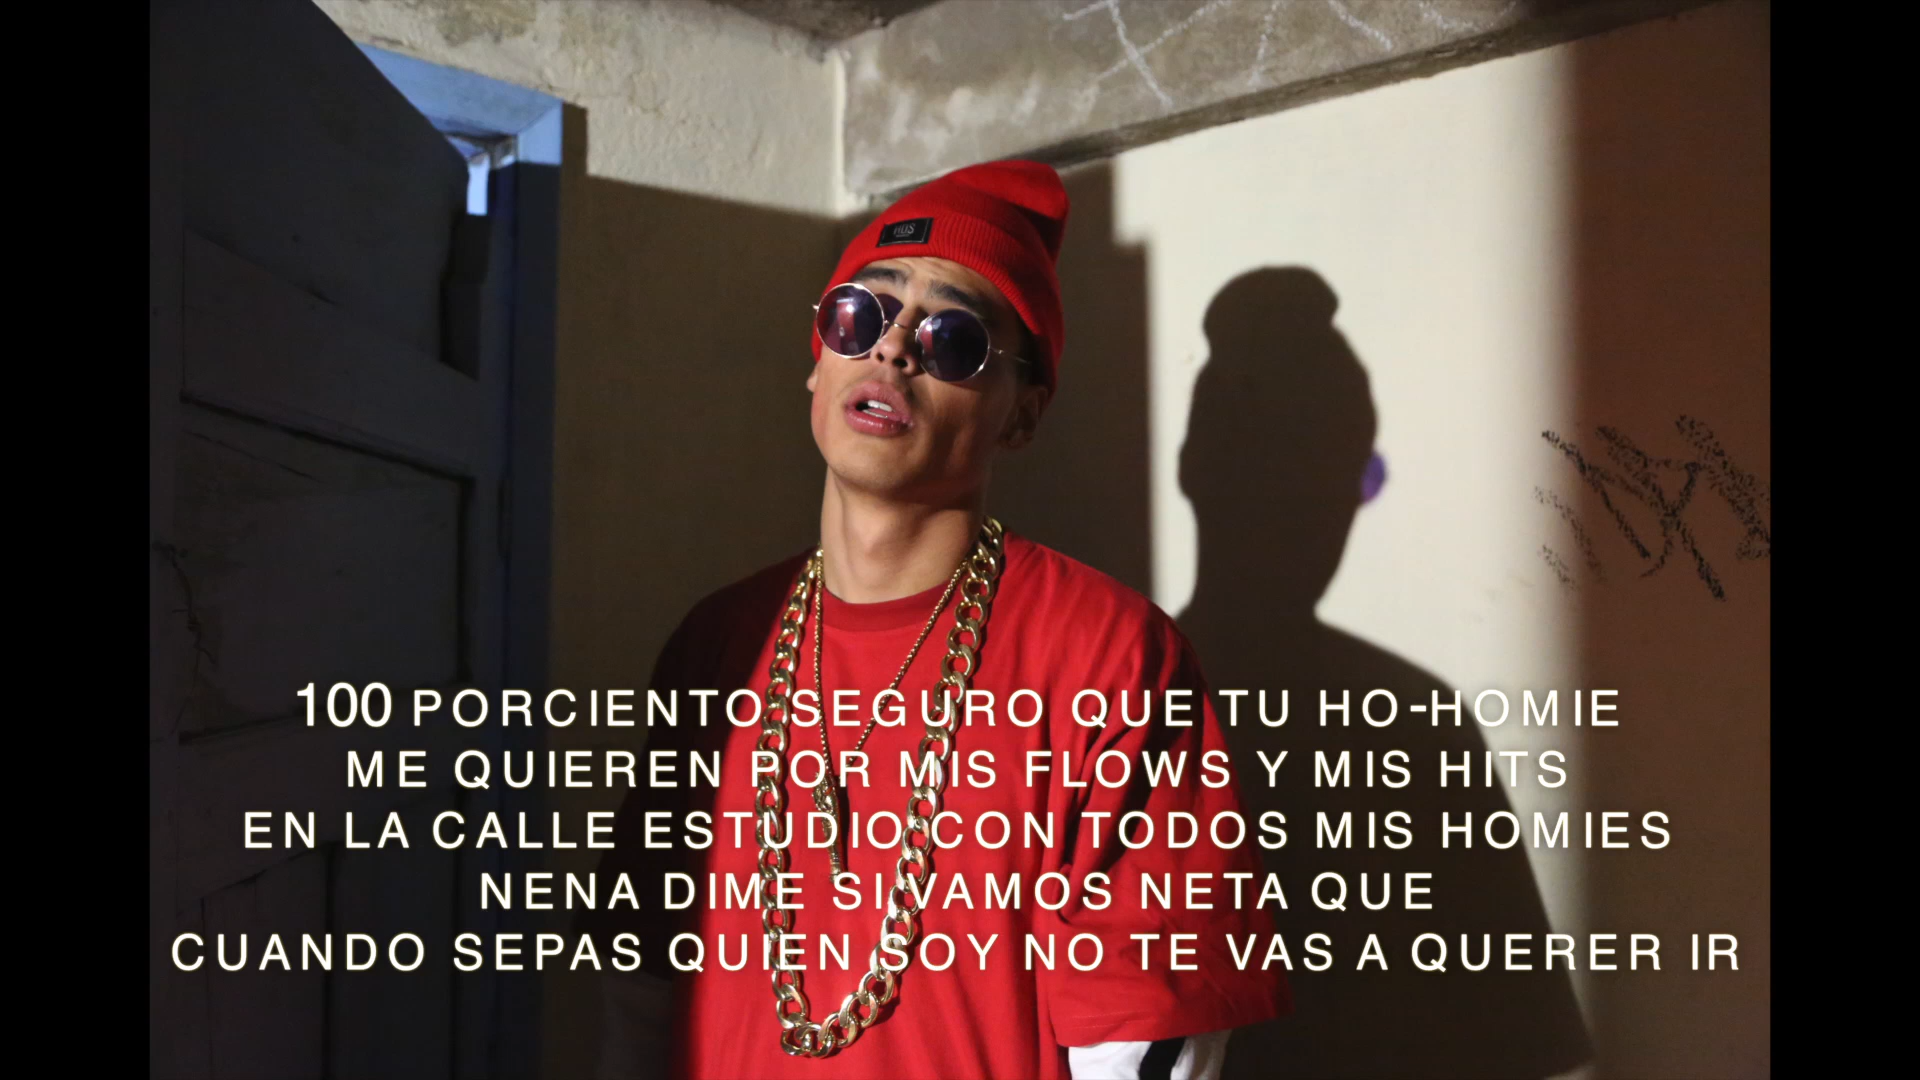 HDS
100 PORCIENTO SEGURO QUE TU HO-HOMIE
ME QUIEREN POR MIS FLOWS Y MIS HITS
EN LA CALLE ESTUDIO CON TODOS MIS HOMIES
NENA DIME SI VAMOS NETA QUE
CUANDO SEPAS QUIEN SOY NO TE VAS A QUERER IR